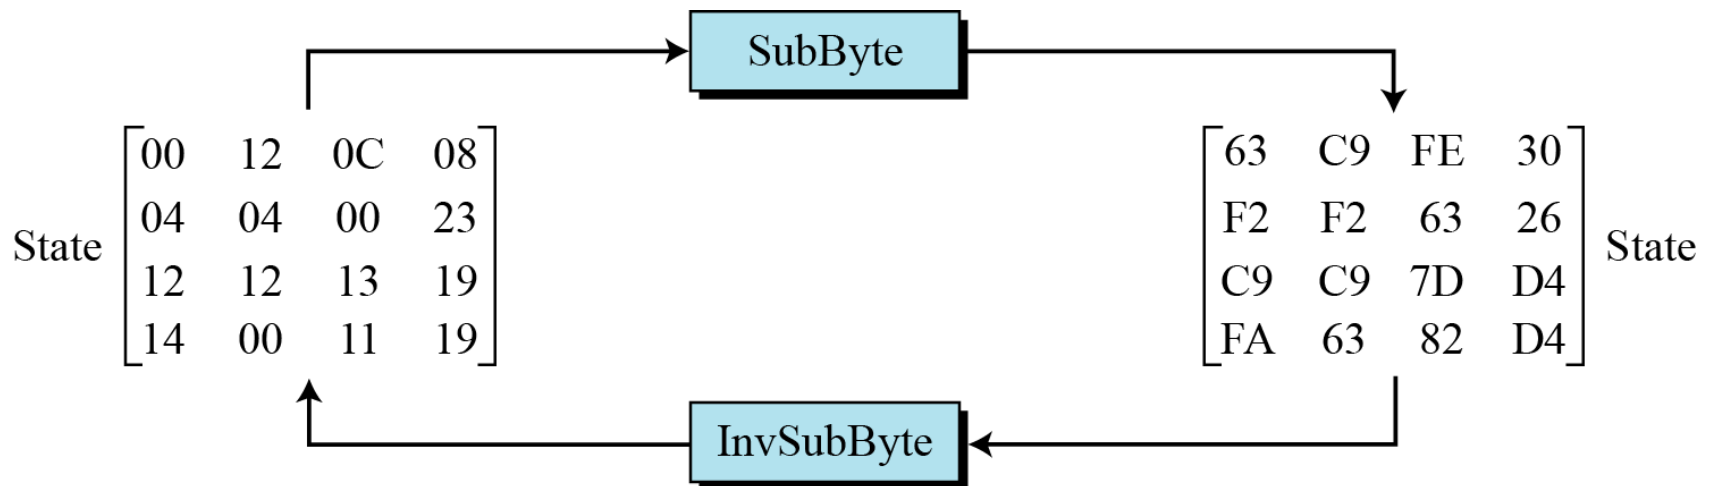 SubByte
00 12 0C 08 63 C9 FE 30
04 04 00 23 F2 F2 63 26
State State
12 12 13 19 C9 C9 7D D4
14 00 11 19 FA 63 82 D4
InvSubByte